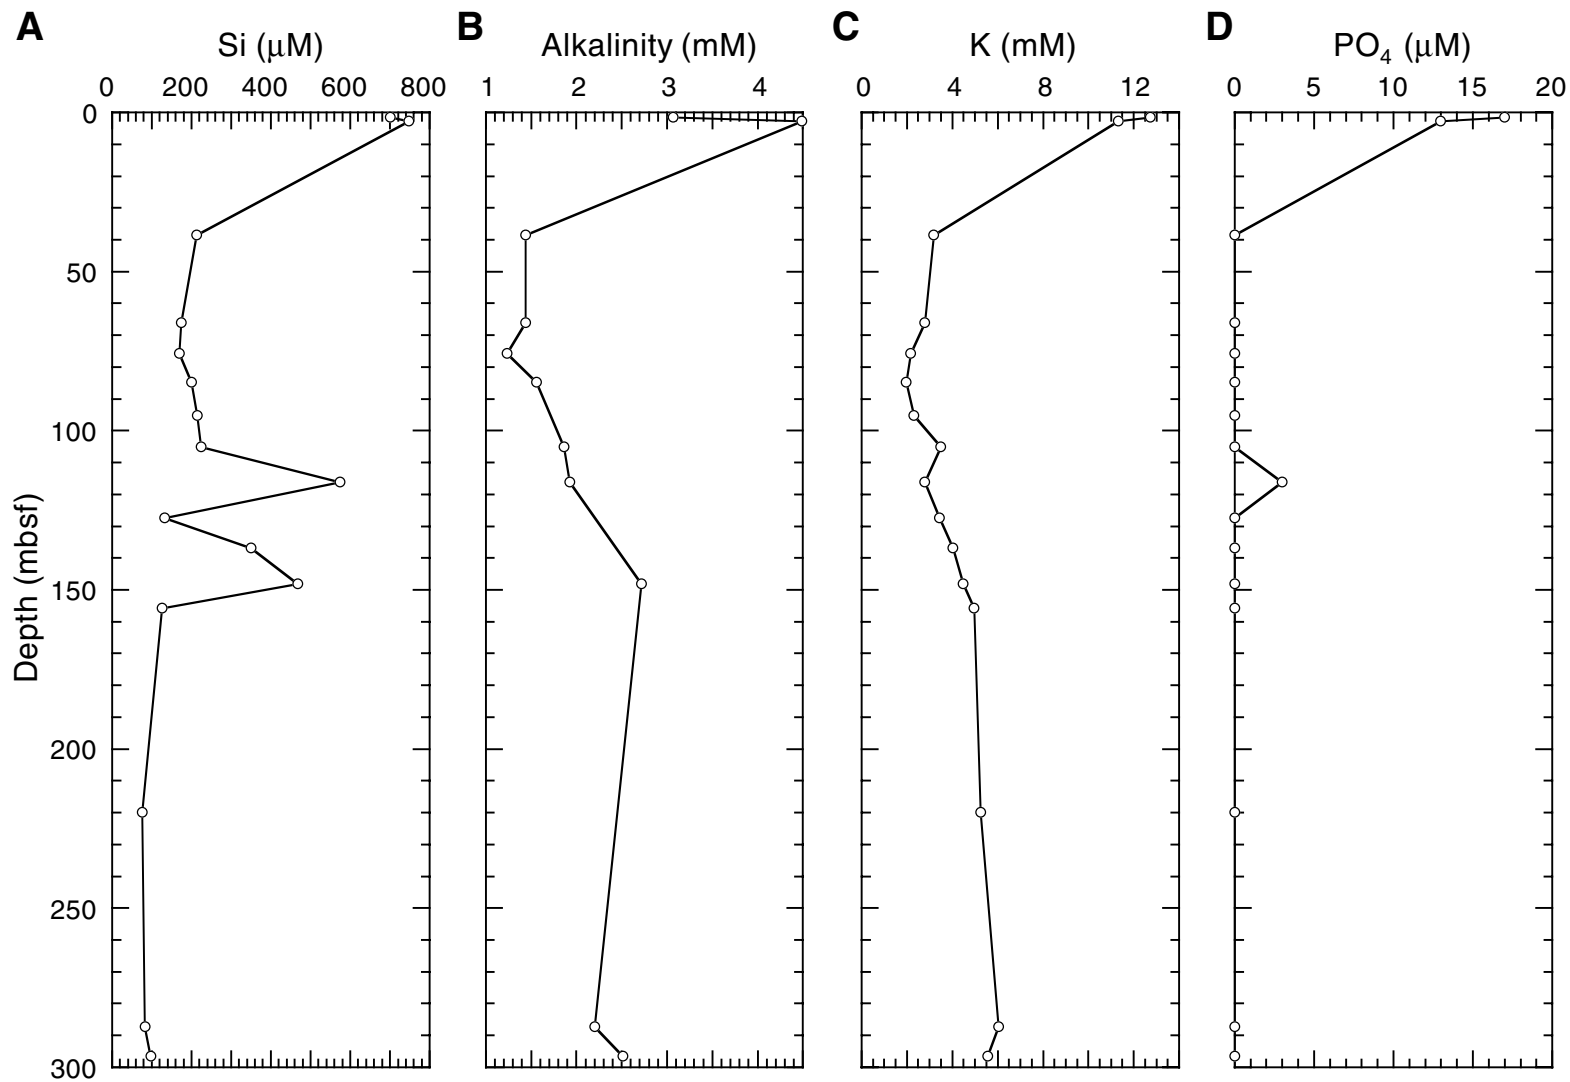 A
Si (μM)
0 200 400 600 800
B
Alkalinity (mM)
1 2 3 4
C
K (mM)
0 4 8 12
D
PO4 (μM)
0 5 10 15 20
Depth (mbsf)
0
50
100
150
200
250
300